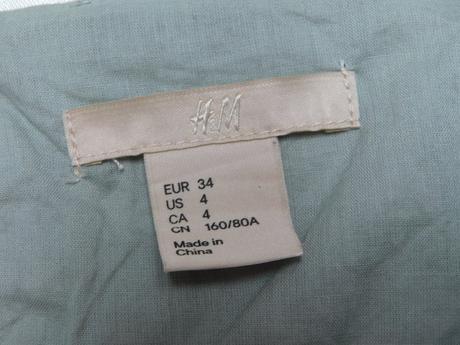 H&M
EUR 34
US 4
CA 4
CN 160/80A
Made in
China